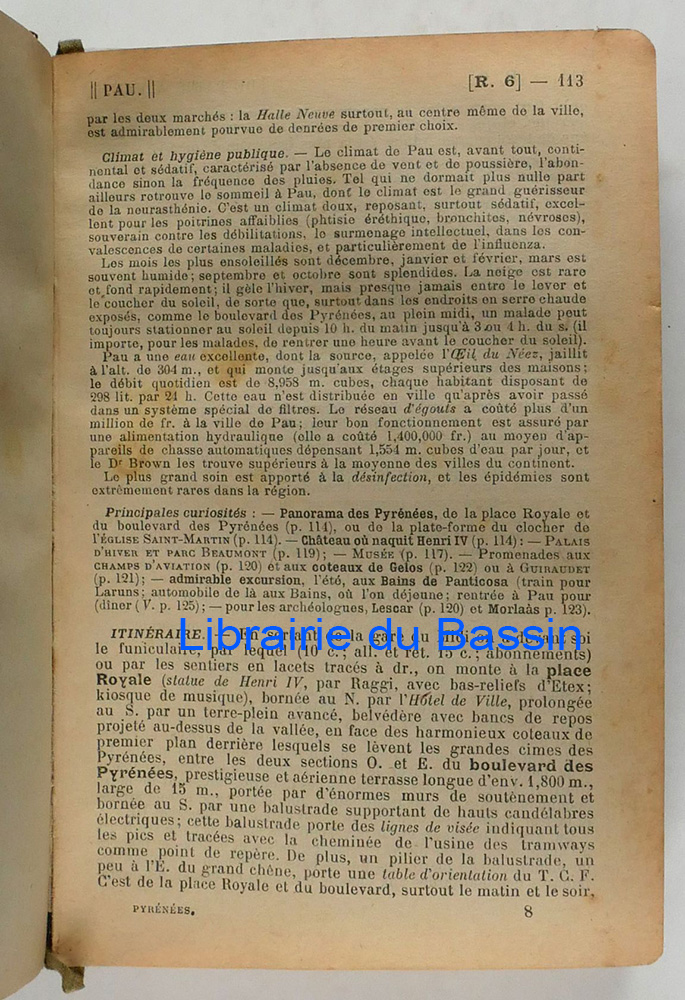 || PAU. ||
[R. 6] — 113
par les deux marchés : la Halle Neuve surtout, au centre même de la ville,
est admirablement pourvue de denrées de premier choix.
Climat et hygiène publique. — Le climat de Pau est, avant tout, conti-
nental et sédatif, caractérisé par l'absence de vent et de poussière, l'abon-
dance sinon la fréquence des pluies. Tel qui ne dormait plus nulle part
ailleurs retrouve le sommeil à Pau, dont le climat est le grand guérisseur
de la neurasthénie. C'est un climat doux, reposant, surtout sédatif, excel-
lent pour les poitrines affaiblies (phtisie éréthique, bronchites, névroses),
souverain contre les débilitations, le surmenage intellectuel, dans les con-
valescences de certaines maladies, et particulièrement de l'influenza.
Les mois les plus ensoleillés sont décembre, janvier et février, mars est
souvent humide; septembre et octobre sont splendides. La neige est rare
et fond rapidement; il gèle l'hiver, mais presque jamais entre le lever et
le coucher du soleil, de sorte que, surtout dans les endroits en serre chaude
exposés, comme le boulevard des Pyrénées, au plein midi, un malade peut
toujours stationner au soleil depuis 10 h. du matin jusqu'à 3 ou 4 h. du s. (il
importe, pour les malades, de rentrer une heure avant le coucher du soleil).
Pau a une eau excellente, dont la source, appelée l'Œil du Néez, jaillit
à l'alt. de 304 m., et qui monte jusqu'aux étages supérieurs des maisons;
le débit quotidien est de 8,958 m. cubes, chaque habitant disposant de
298 lit. par 24 h. Cette eau n'est distribuée en ville qu'après avoir passé
dans un système spécial de filtres. Le réseau d'égouts a coûté plus d'un
million de fr. à la ville de Pau; leur bon fonctionnement est assuré par
une alimentation hydraulique (elle a coûté 1,400,000 fr.) au moyen d'ap-
pareils de chasse automatiques dépensant 1,554 m. cubes d'eau par jour, et
le Dr Brown les trouve supérieurs à la moyenne des villes du continent.
Le plus grand soin est apporté à la désinfection, et les épidémies sont
extrêmement rares dans la région.
Principales curiosités : — Panorama des Pyrénées, de la place Royale et
du boulevard des Pyrénées (p. 114), ou de la plate-forme du clocher de
l'ÉGLISE SAINT-MARTIN (p. 114). — Château où naquit Henri IV (p. 114) : — PALAIS
D'HIVER ET PARC BEAUMONT (p. 119); — MUSÉE (p. 117). — Promenades aux
CHAMPS D'AVIATION (p. 120) et aux coteaux de Gelos (p. 122) ou à GUIRAUDET
(p. 121); — admirable excursion, l'été, aux Bains de Panticosa (train pour
Laruns; automobile de là aux Bains, où l'on déjeune; rentrée à Pau pour
(dîner (V. p. 125); — pour les archéologues, Lescar (p. 120) et Morlaàs p. 123).
ITINÉRAIRE. — En sortant de la gare du Midi, on a devant soi
Librairie du Bassin
le funiculaire, par lequel (10 c.; all. et ret. 15 c.; abonnements)
ou par les sentiers en lacets tracés à dr., on monte à la place
Royale (statue de Henri IV, par Raggi, avec bas-reliefs d'Etex;
kiosque de musique), bornée au N. par l'Hôtel de Ville, prolongée
au S. par un terre-plein avancé, belvédère avec bancs de repos
projeté au-dessus de la vallée, en face des harmonieux coteaux de
premier plan derrière lesquels se lèvent les grandes cimes des
Pyrénées, entre les deux sections O. et E. du boulevard des
Pyrénées, prestigieuse et aérienne terrasse longue d'env. 1,800 m.,
large de 15 m., portée par d'énormes murs de soutènement et
bornée au S. par une balustrade supportant de hauts candélabres
électriques; cette balustrade porte des lignes de visée indiquant tous
les pics et tracées avec la cheminée de l'usine des tramways
comme point de repère. De plus, un pilier de la balustrade, un
peu à l'E. du grand chêne, porte une table d'orientation du T. C. F.
C'est de la place Royale et du boulevard, surtout le matin et le soir,
PYRÉNÉES.
8